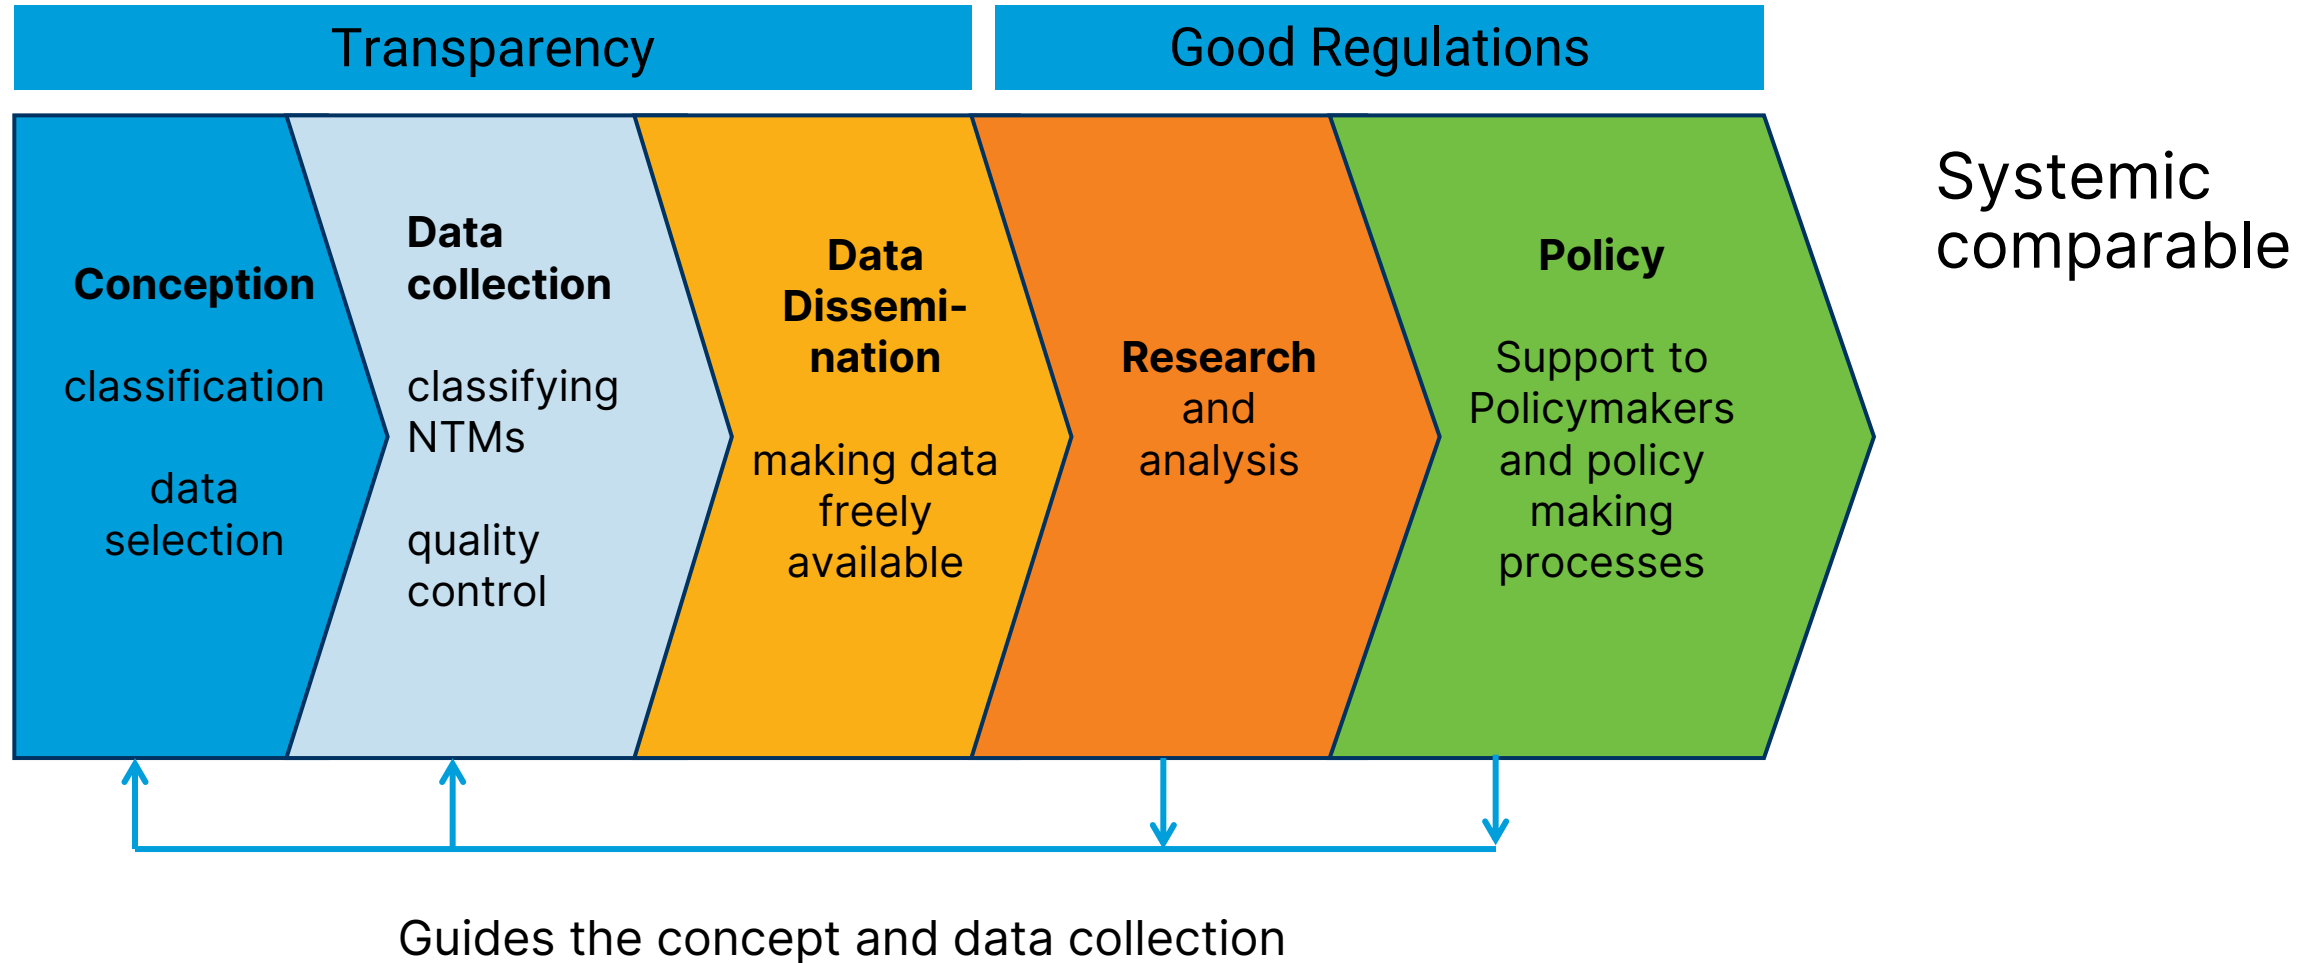 Transparency
Good Regulations
Conception
classification
data
selection
Data
collection
classifying
NTMs
quality
control
Data
Dissemi-
nation
making data
freely
available
Research
and
analysis
Policy
Support to
Policymakers
and policy
making
processes
Systemic
comparable
Guides the concept and data collection